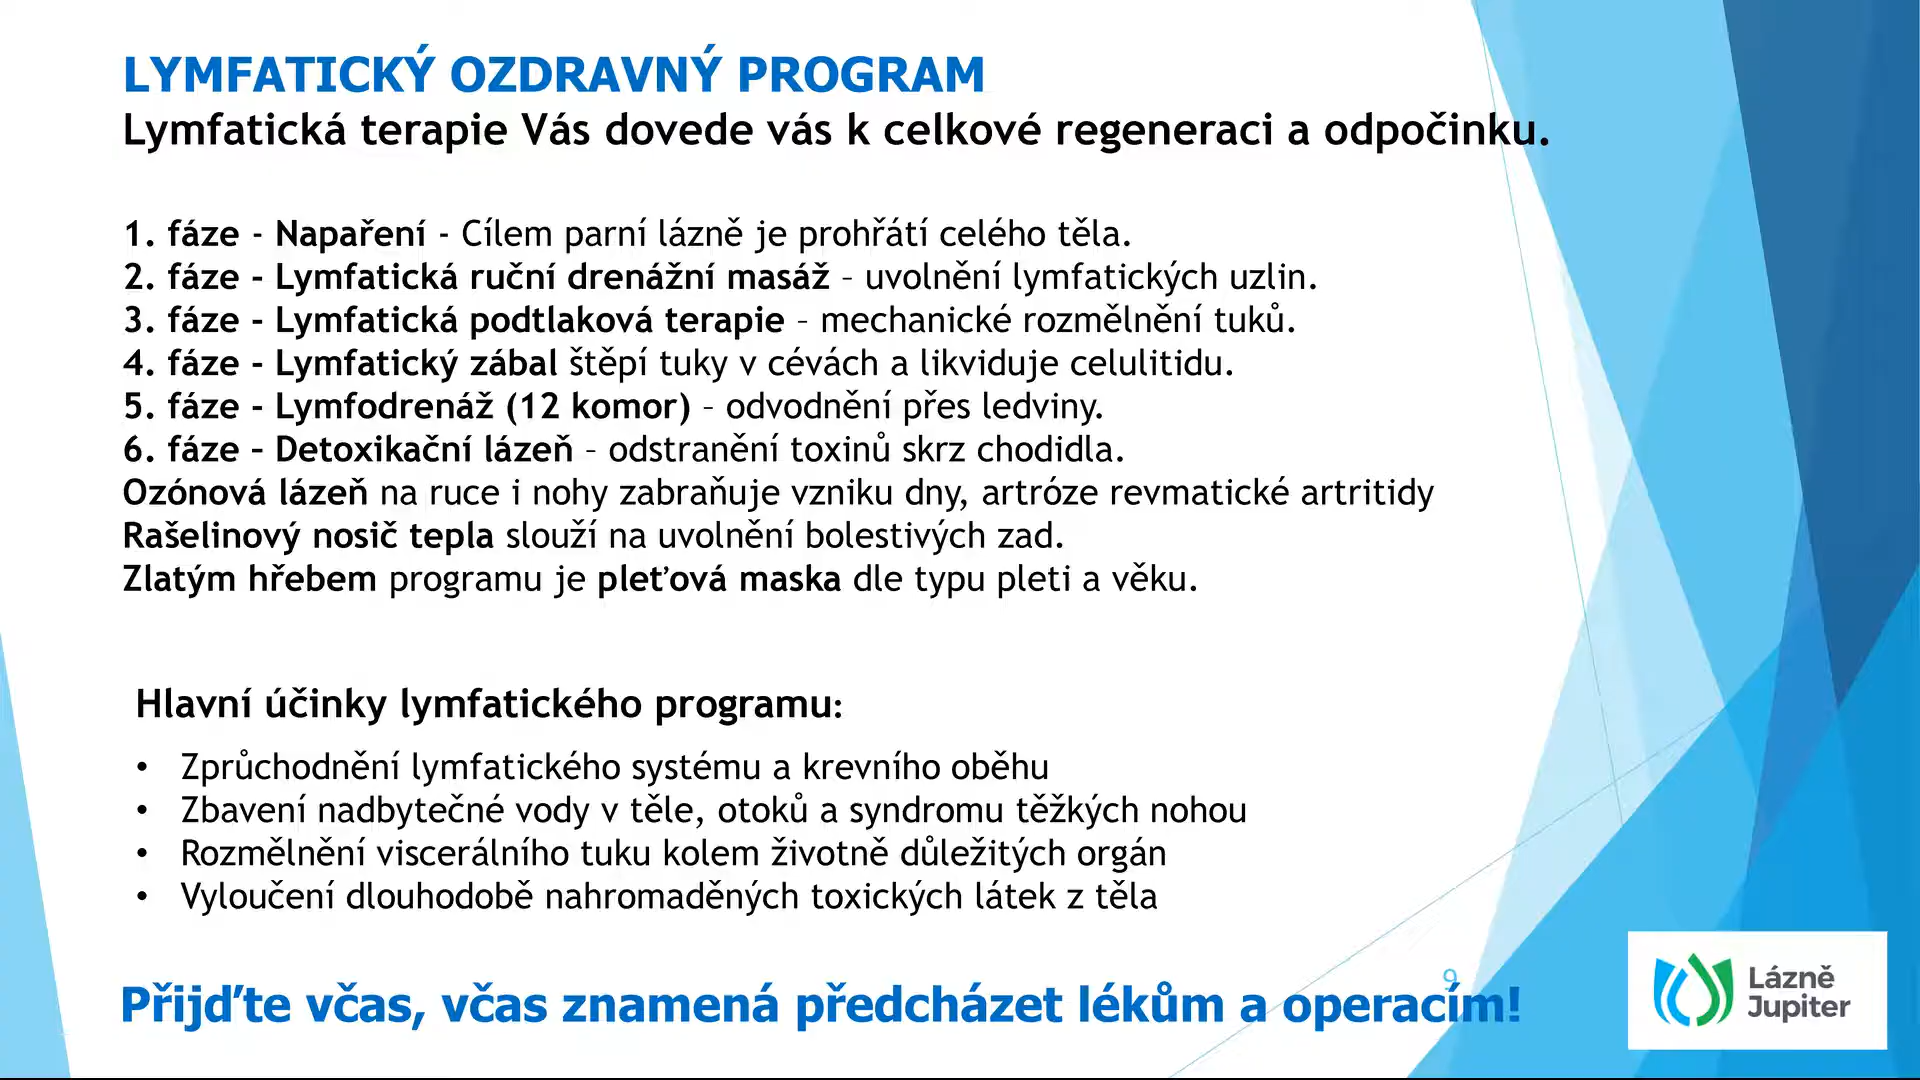 LYMFATICKÝ OZDRAVNÝ PROGRAM
Lymfatická terapie Vás dovede vás k celkové regeneraci a odpočinku.
1. fáze - Napaření - Cílem parní lázně je prohřátí celého těla.
2. fáze - Lymfatická ruční drenážní masáž – uvolnění lymfatických uzlin.
3. fáze - Lymfatická podtlaková terapie – mechanické rozmělnění tuků.
4. fáze - Lymfatický zábal štěpí tuky v cévách a likviduje celulitidu.
5. fáze - Lymfodrenáž (12 komor) – odvodnění přes ledviny.
6. fáze – Detoxikační lázeň – odstranění toxinů skrz chodidla.
Ozónová lázeň na ruce i nohy zabraňuje vzniku dny, artróze revmatické artritidy
Rašelinový nosič tepla slouží na uvolnění bolestivých zad.
Zlatým hřebem programu je pleťová maska dle typu pleti a věku.
Hlavní účinky lymfatického programu:
• Zprůchodnění lymfatického systému a krevního oběhu
• Zbavení nadbytečné vody v těle, otoků a syndromu těžkých nohou
• Rozmělnění viscerálního tuku kolem životně důležitých orgán
• Vyloučení dlouhodobě nahromaděných toxických látek z těla
9
Přijďte včas, včas znamená předcházet lékům a operacím!
Lázně
Jupiter